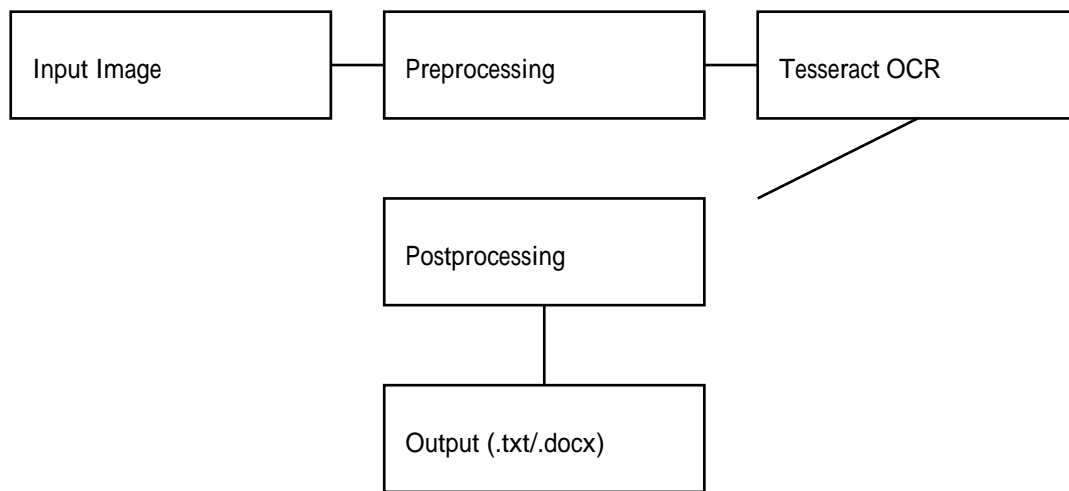 Input Image
Preprocessing
Tesseract OCR
Postprocessing
Output (.txt/.docx)